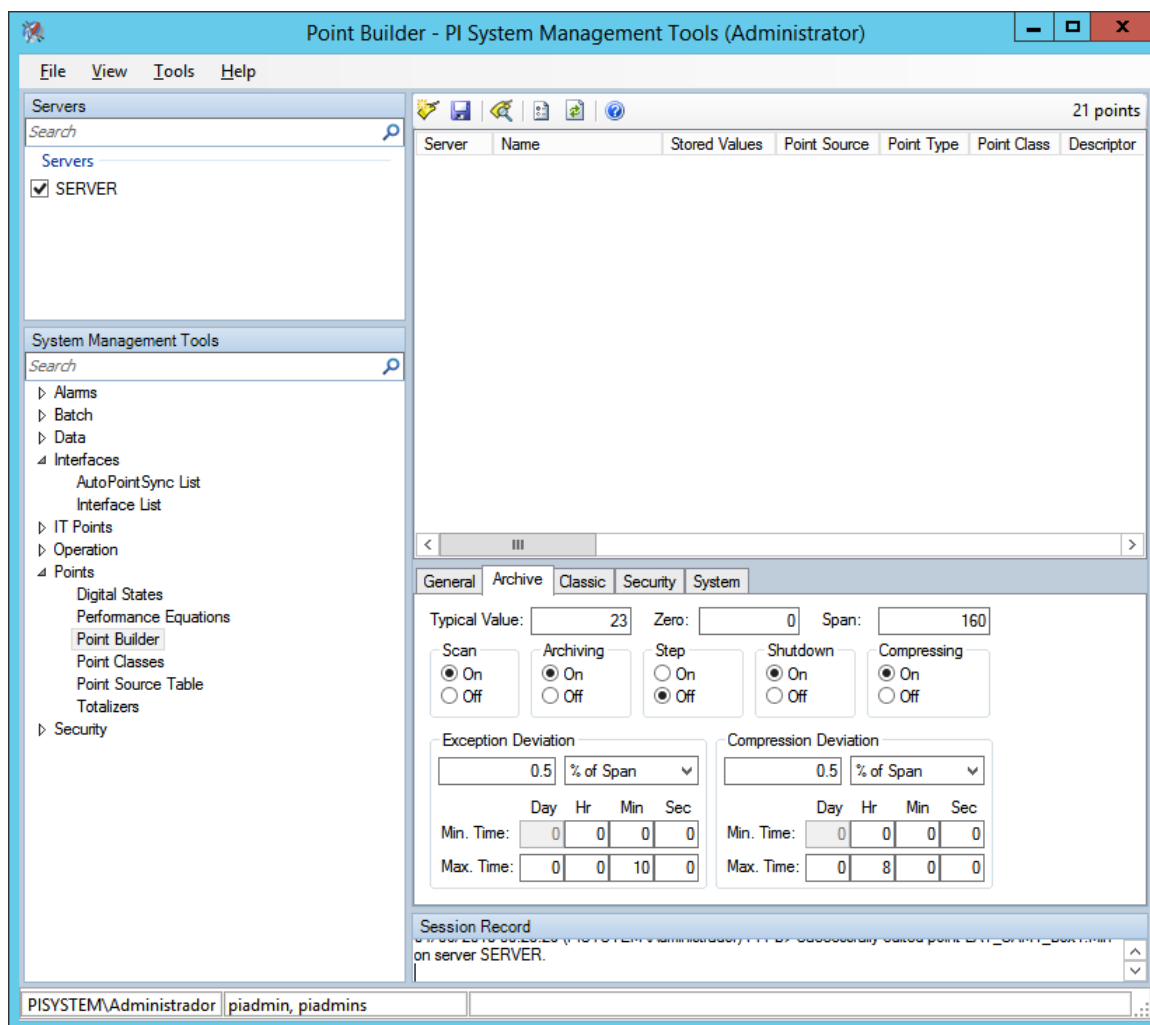 Point Builder - PI System Management Tools (Administrator)
File View Tools Help
Servers
Search
Servers
SERVER
System Management Tools
Search
Alarms
Batch
Data
Interfaces
AutoPointSync List
Interface List
IT Points
Operation
Points
Digital States
Performance Equations
Point Builder
Point Classes
Point Source Table
Totalizers
Security
21 points
Server Name Stored Values Point Source Point Type Point Class Descriptor
General Archive Classic Security System
Typical Value: 23 Zero: 0 Span: 160
Scan Archiving Step Shutdown Compressing
On On On On On
Off Off Off Off Off
Exception Deviation Compression Deviation
0.5 % of Span 0.5 % of Span
Day Hr Min Sec Day Hr Min Sec
Min. Time: 0 0 0 0 Min. Time: 0 0 0 0
Max. Time: 0 0 10 0 Max. Time: 0 8 0 0
Session Record
on server SERVER.
PISYSTEM\Administrador piadmin, piadmins